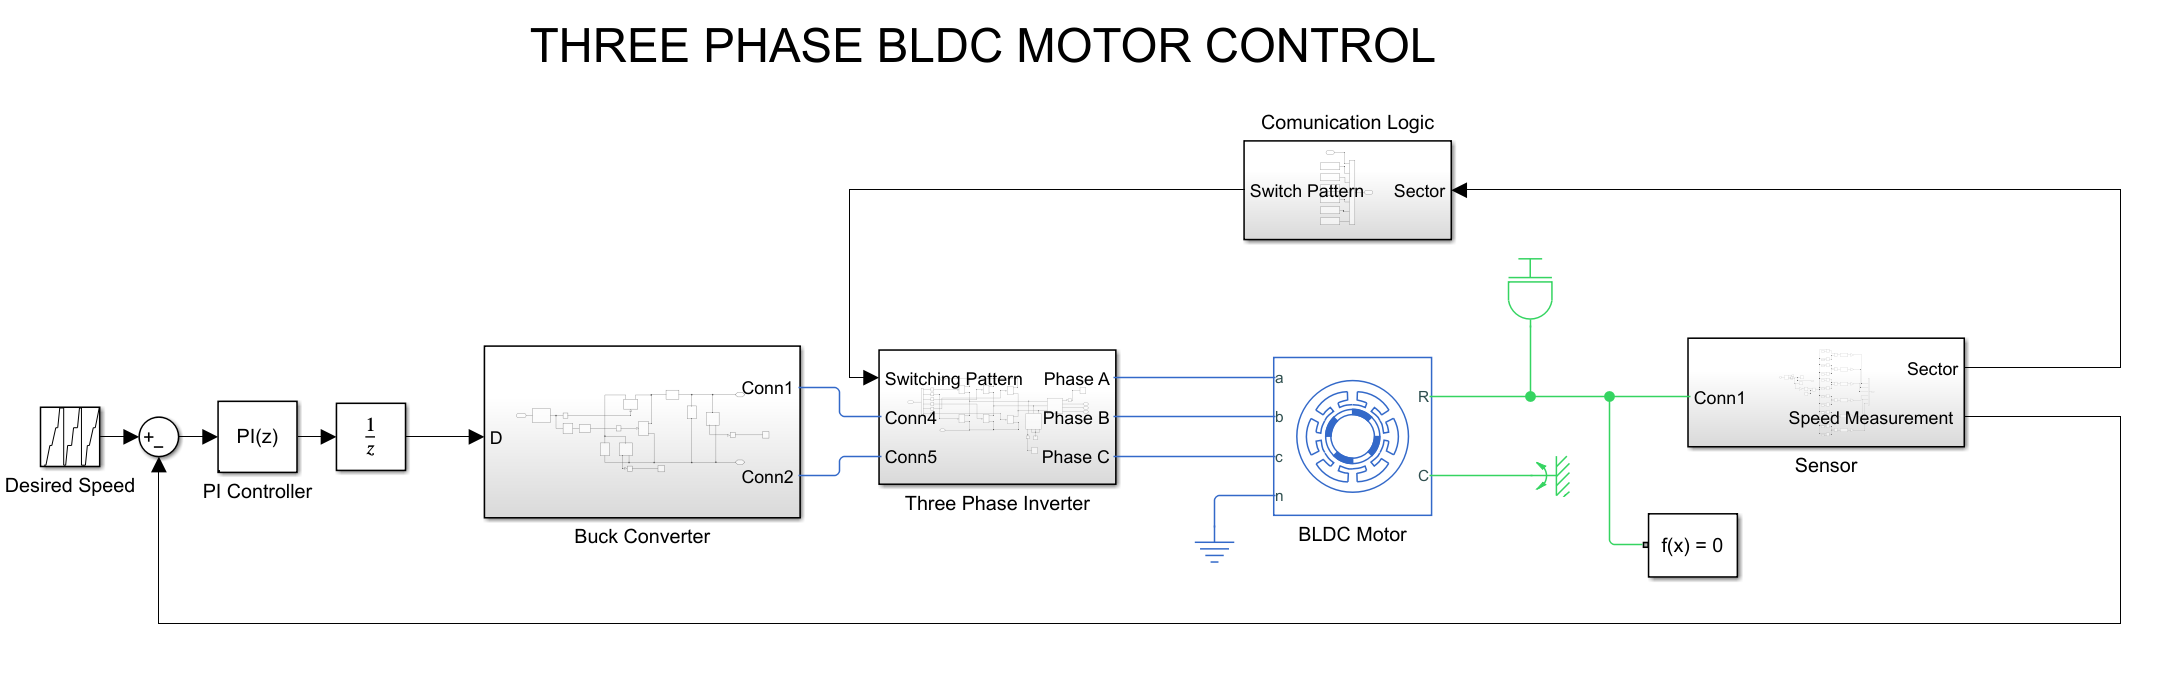 THREE PHASE BLDC MOTOR CONTROL
Comunication Logic
Switch Pattern
Sector
Desired Speed
+
−
PI(z)
PI Controller
1
z
D
Conn1
Conn2
Buck Converter
Switching Pattern
Conn4
Conn5
Phase A
Phase B
Phase C
Three Phase Inverter
a
b
c
n
R
C
BLDC Motor
Conn1
Sector
Speed Measurement
Sensor
f(x) = 0